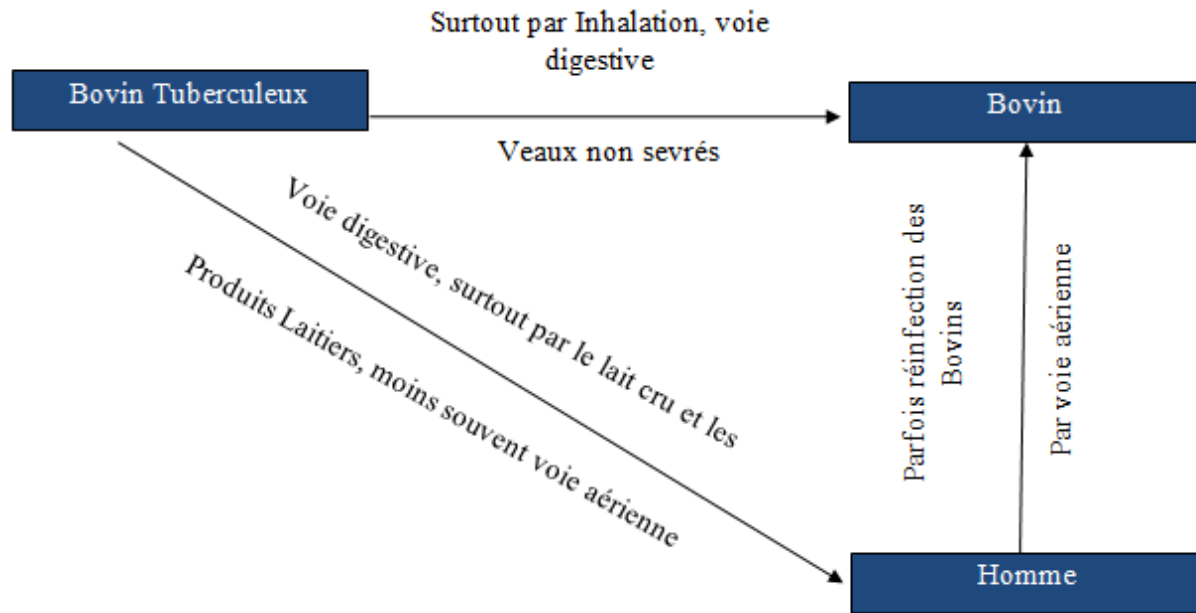 Surtout par Inhalation, voie
digestive
Bovin Tuberculeux
Bovin
Veaux non sevrés
Voie digestive, surtout par le lait cru et les
Produits Laitiers, moins souvent voie aérienne
Parfois réinfection des
Bovins
Par voie aérienne
Homme